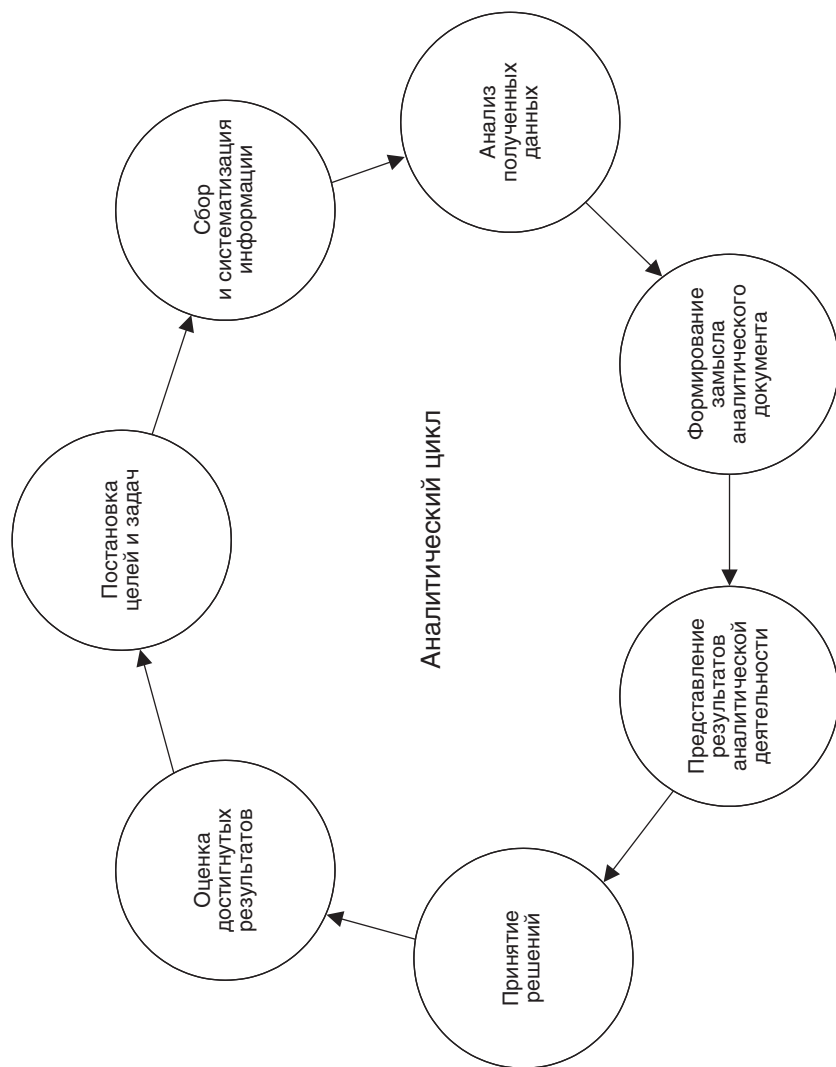 Постановка
целей и задач
Сбор
и систематизация
информации
Анализ
полученных
данных
Формирование
замысла
аналитического
документа
Представление
результатов
аналитической
деятельности
Принятие
решений
Оценка
достигнутых
результатов
Аналитический цикл